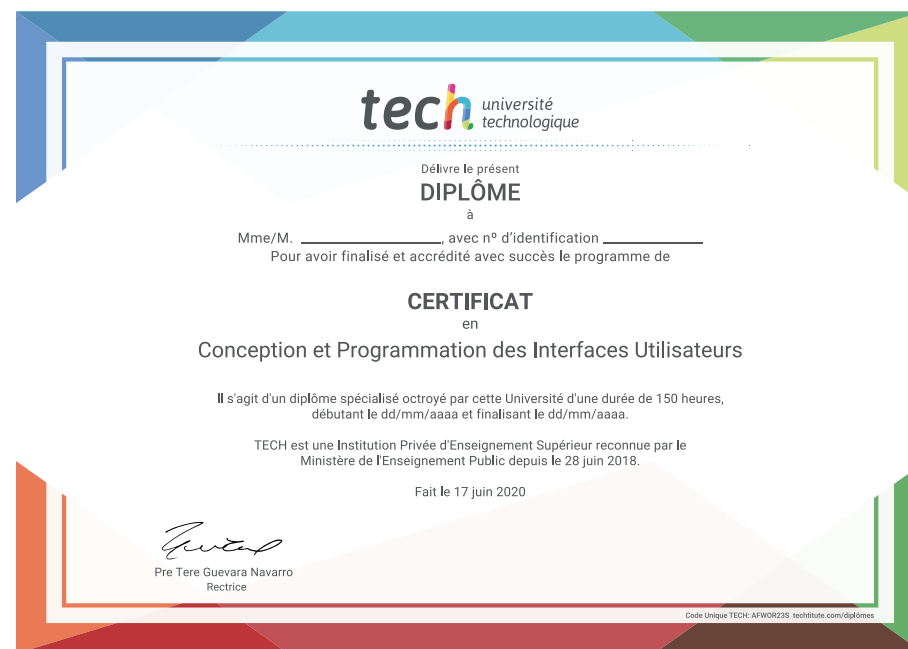 tech université
technologique
Délivre le présent
DIPLÔME
à
Mme/M. ____________________, avec nº d'identification ______________
Pour avoir finalisé et accrédité avec succès le programme de
CERTIFICAT
en
Conception et Programmation des Interfaces Utilisateurs
Il s'agit d'un diplôme spécialisé octroyé par cette Université d'une durée de 150 heures,
débutant le dd/mm/aaaa et finalisant le dd/mm/aaaa.
TECH est une Institution Privée d'Enseignement Supérieur reconnue par le
Ministère de l'Enseignement Public depuis le 28 juin 2018.
Fait le 17 juin 2020
Pre Tere Guevara Navarro
Rectrice
Code Unique TECH: AFWOR23S techtitute.com/diplômes